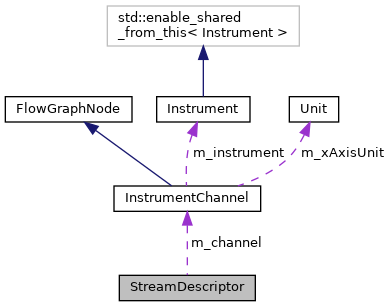 std::enable_shared
_from_this< Instrument >
FlowGraphNode
Instrument
Unit
m_instrument
m_xAxisUnit
InstrumentChannel
m_channel
StreamDescriptor